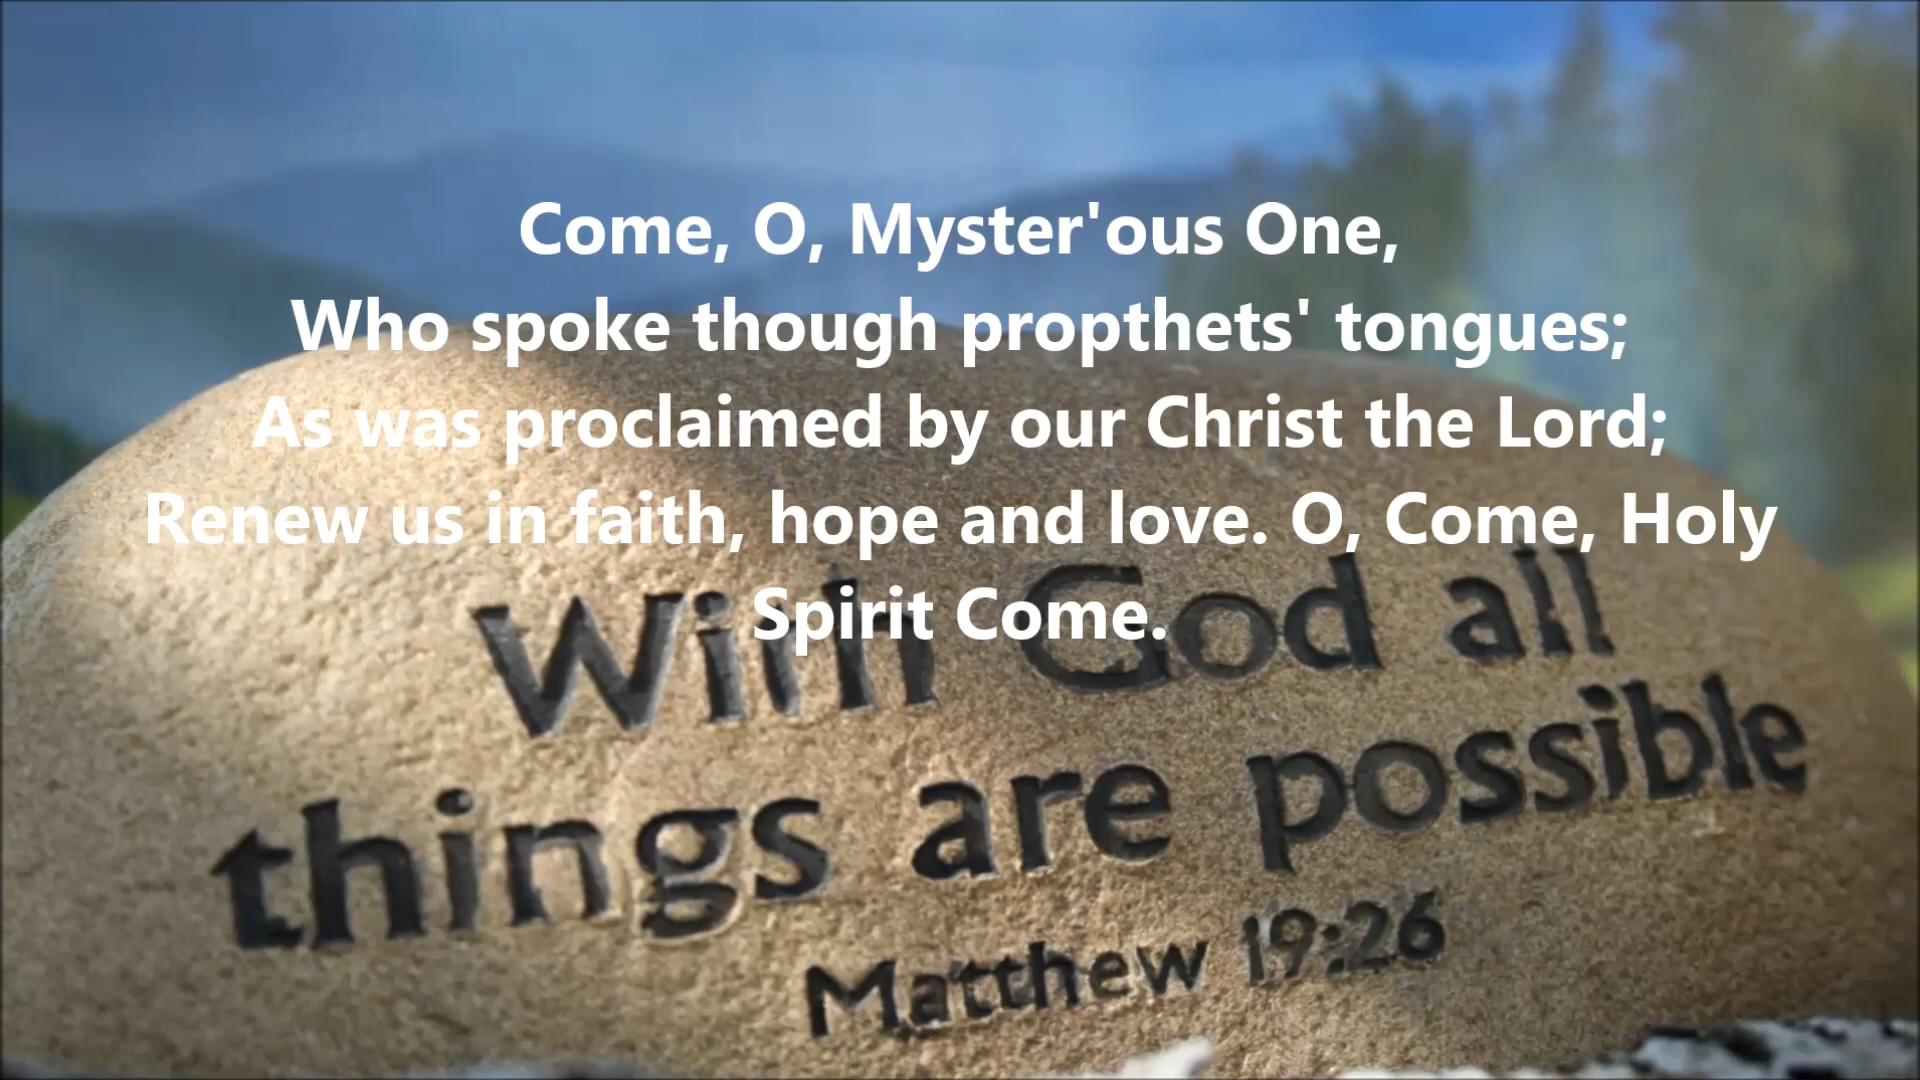 Come, O, Myster'ous One,
Who spoke though propthets' tongues;
As was proclaimed by our Christ the Lord;
Renew us in faith, hope and love. O, Come, Holy
Spirit Come.
With God all
things are possible
Matthew 19:26